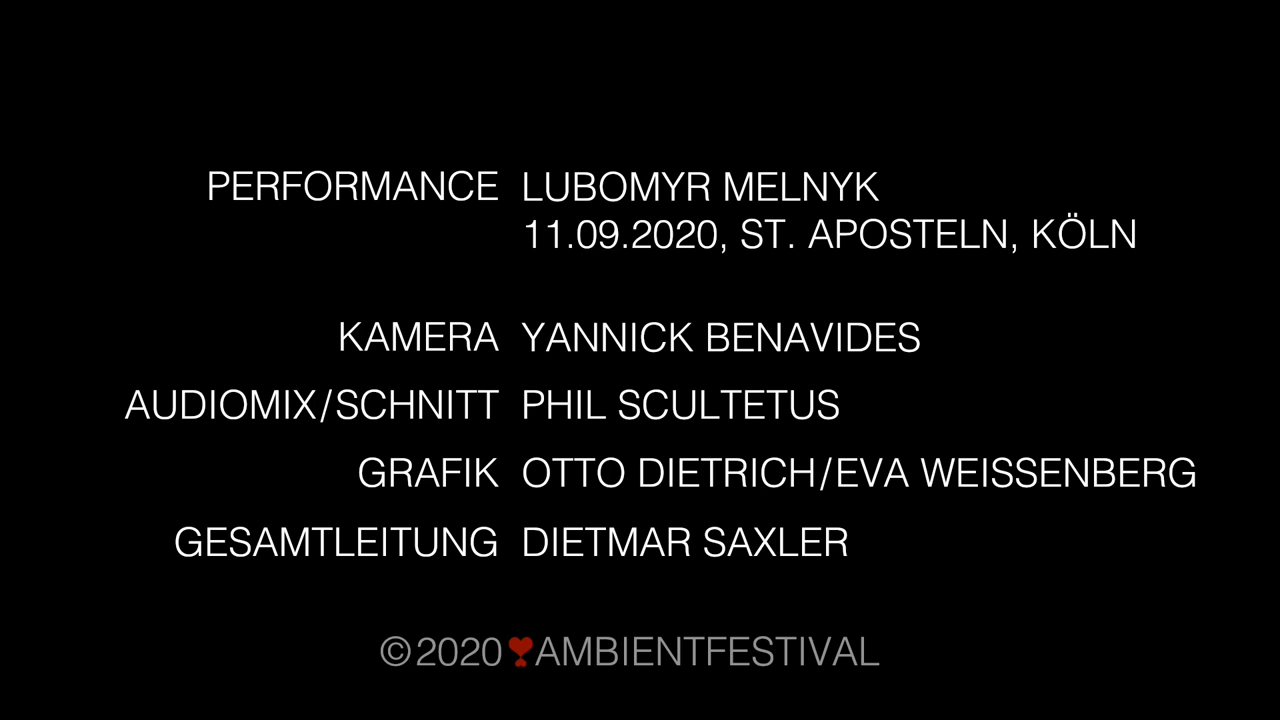 PERFORMANCE LUBOMYR MELNYK
11.09.2020, ST. APOSTELN, KÖLN
KAMERA YANNICK BENAVIDES
AUDIOMIX/SCHNITT PHIL SCULTETUS
GRAFIK OTTO DIETRICH/EVA WEISSENBERG
GESAMTLEITUNG DIETMAR SAXLER
©2020 AMBIENTFESTIVAL